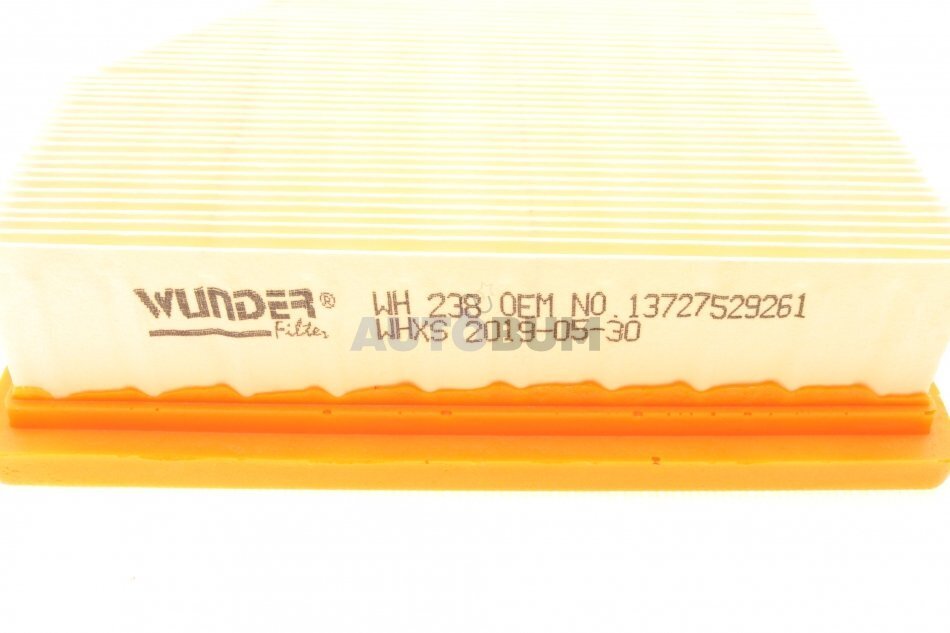 WUNDER® WH 238 OEM NO. 13727529261
Filter WHXS 2019-05-30
AUTOBUM